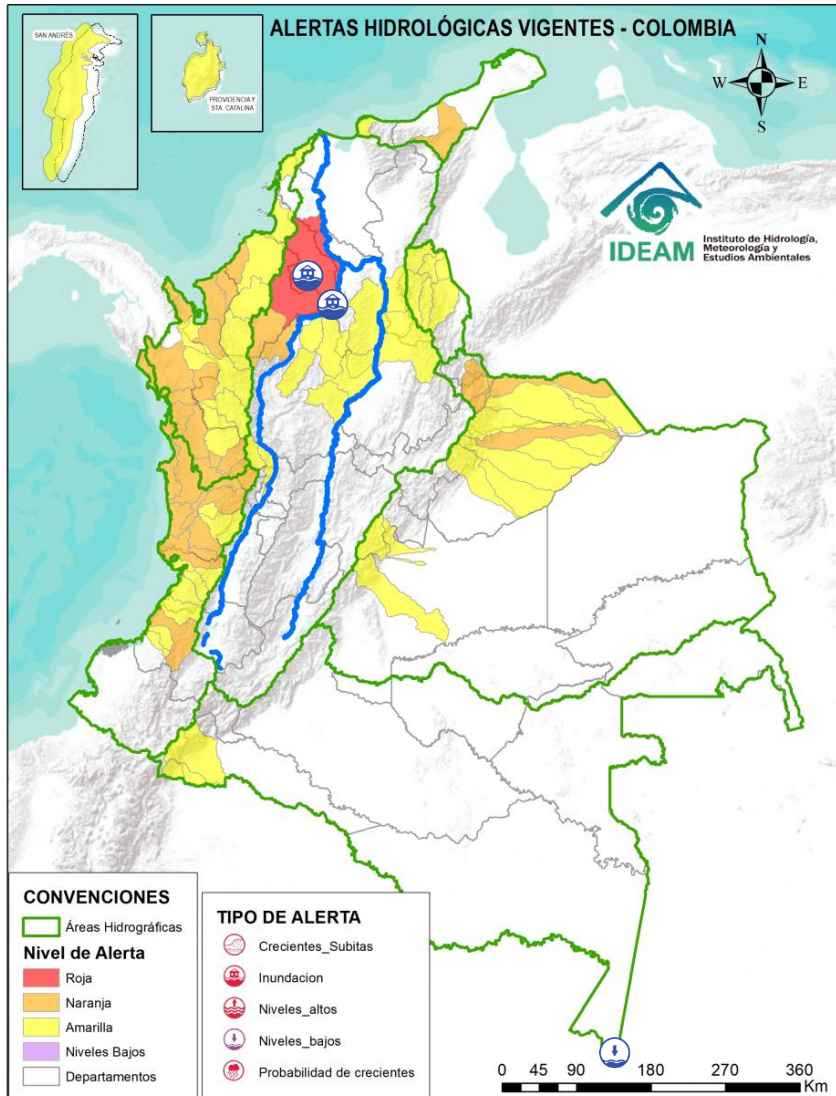 ALERTAS HIDROLÓGICAS VIGENTES - COLOMBIA
SAN ANDRÉS
PROVIDENCIA Y
STA. CATALINA
N
W
E
S
IDEAM
Instituto de Hidrología,
Meteorología y
Estudios Ambientales
CONVENCIONES
Áreas Hidrográficas
Nivel de Alerta
Roja
Naranja
Amarilla
Niveles Bajos
Departamentos
TIPO DE ALERTA
Crecientes_Subitas
Inundacion
Niveles_altos
Niveles_bajos
Probabilidad de crecientes
0 45 90 180 270 360
Km